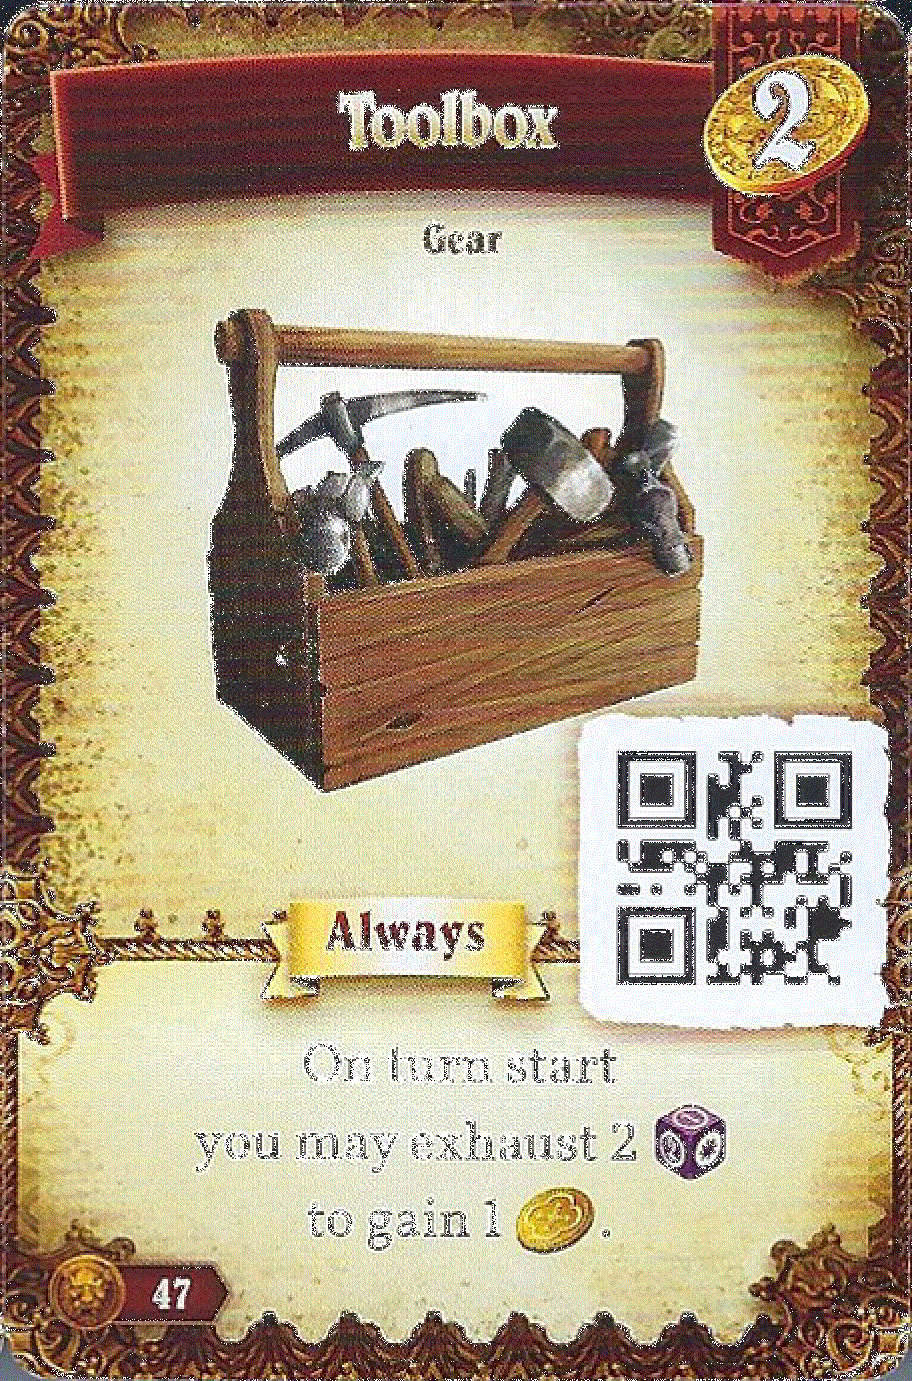 Toolbox
2
Gear
Always
On turn start
you may exhaust 2
to gain 1 .
47